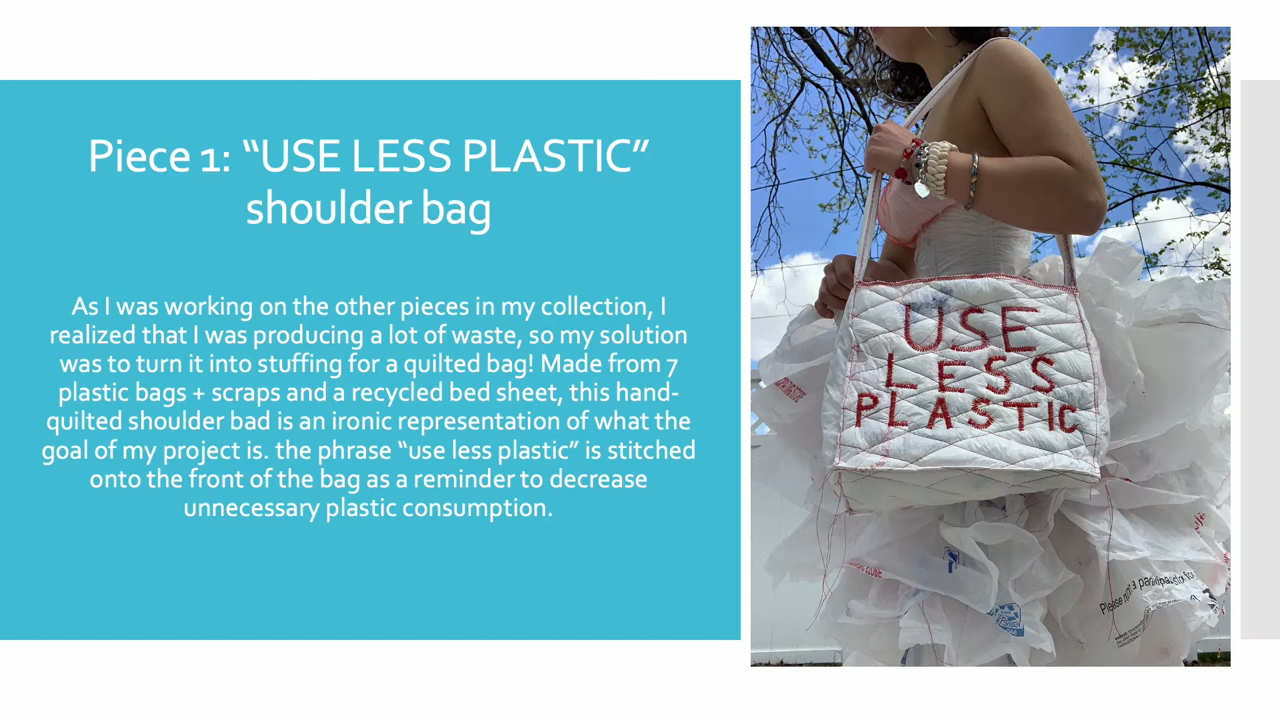 Piece 1: “USE LESS PLASTIC”
shoulder bag
As I was working on the other pieces in my collection, I
realized that I was producing a lot of waste, so my solution
was to turn it into stuffing for a quilted bag! Made from 7
plastic bags + scraps and a recycled bed sheet, this hand-
quilted shoulder bad is an ironic representation of what the
goal of my project is. the phrase “use less plastic” is stitched
onto the front of the bag as a reminder to decrease
unnecessary plastic consumption.
USE
LESS
PLASTIC
Please